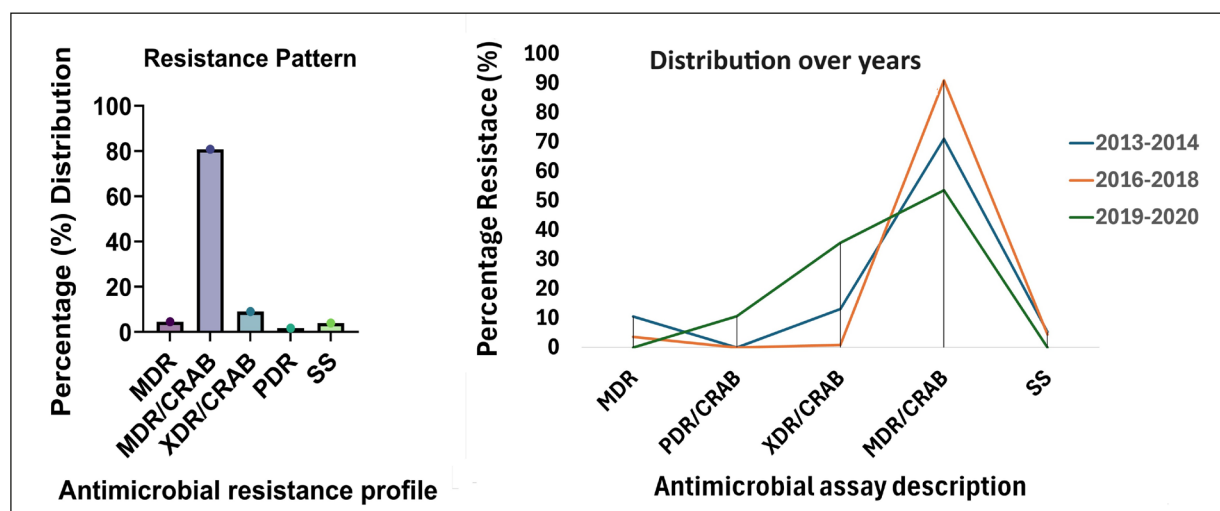 Resistance Pattern
Percentage (%) Distribution
100
80
60
40
20
0
MDR
MDR/CRAB
XDR/CRAB
PDR
SS
Antimicrobial resistance profile
Distribution over years
Percentage Resistace (%)
100
90
80
70
60
50
40
30
20
10
0
MDR
PDR/CRAB
XDR/CRAB
MDR/CRAB
SS
Antimicrobial assay description
2013-2014
2016-2018
2019-2020